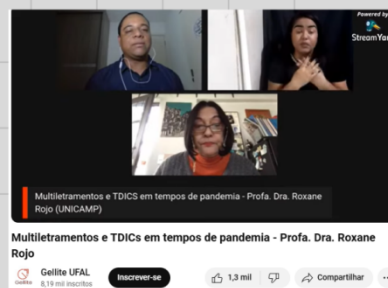 Powered by
StreamYard
Multiletramentos e TDICS em tempos de pandemia - Profa. Dra. Roxane
Rojo (UNICAMP)
Multiletramentos e TDICs em tempos de pandemia - Profa. Dra. Roxane
Rojo
Gellite UFAL
8,19 mil inscritos
Inscrever-se
1,3 mil
Compartilhar